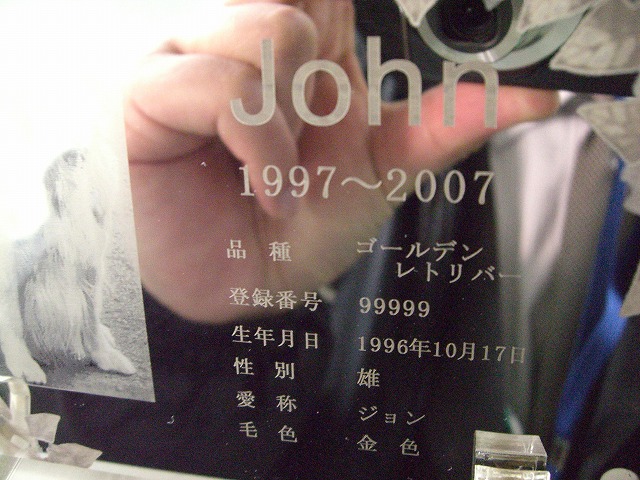 John
1997～2007
品種 ゴールデン
レトリバー
登録番号 99999
生年月日 1996年10月17日
性別 雄
愛称 ジョン
毛色 金色